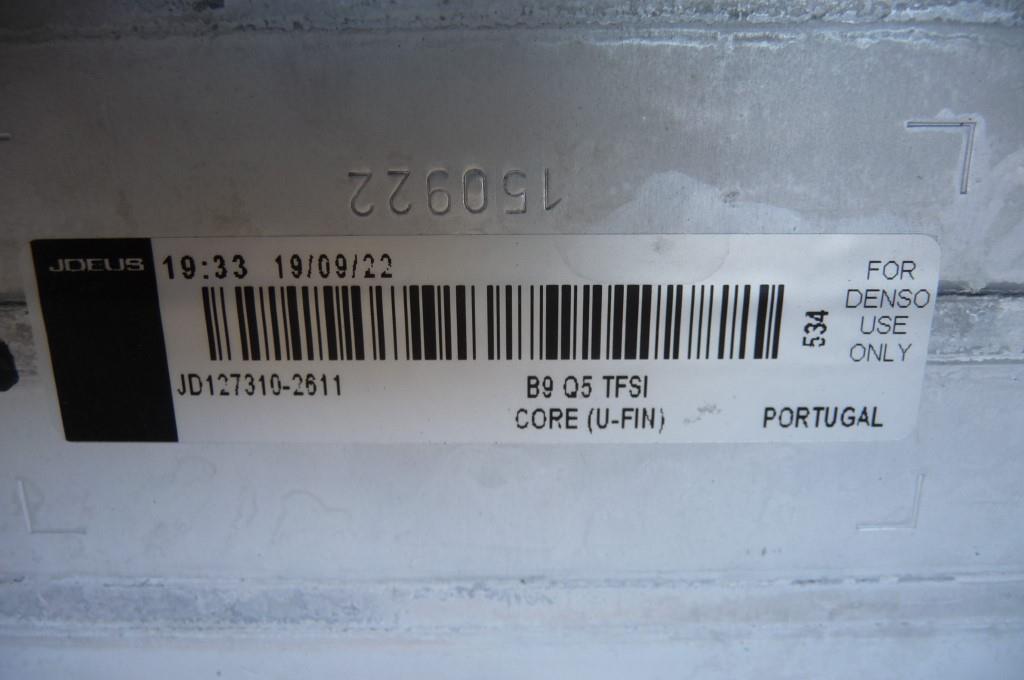 150922
JDEUS
19:33 19/09/22
534
FOR
DENSO
USE
ONLY
JD127310-2611
B9 Q5 TFSI
CORE (U-FIN)
PORTUGAL